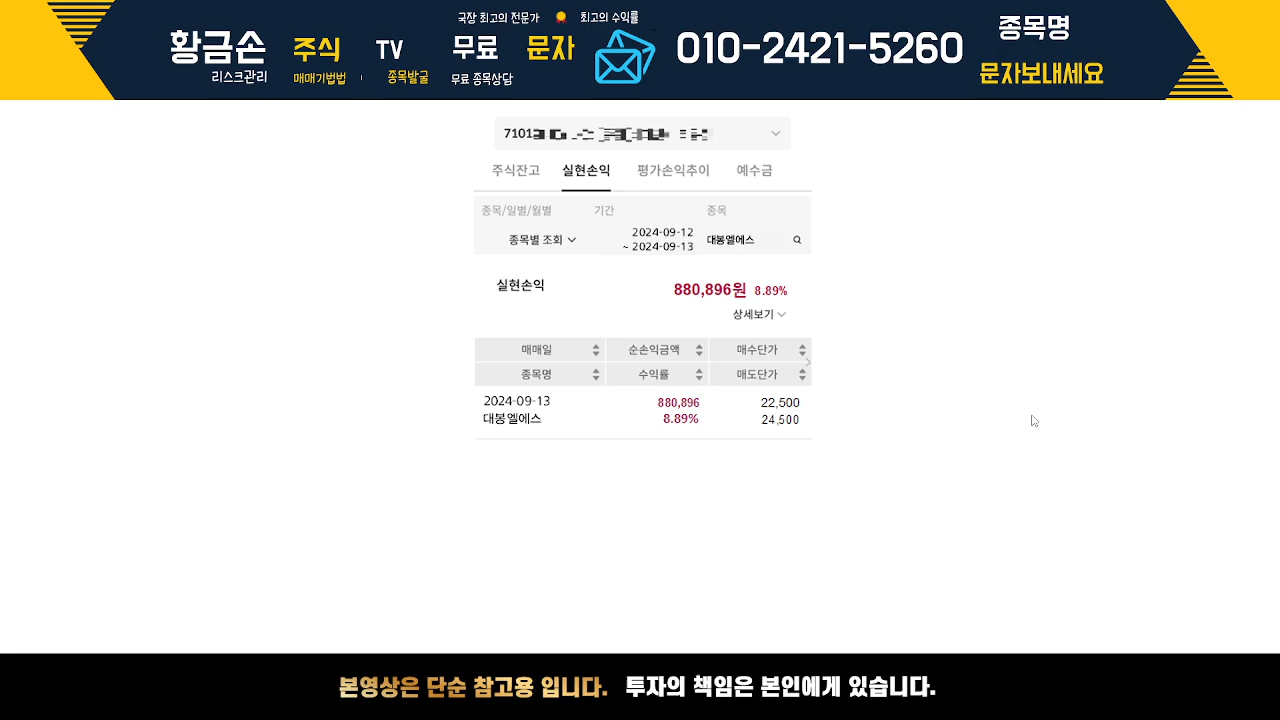 국장 최고의 전문가 최고의 수익률
황금손 주식 TV 무료 문자 010-2421-5260 종목명
리스크관리 매매기법법 종목발굴 무료 종목상담 문자보내세요
7101
주식잔고 실현손익 평가손익추이 예수금
종목/일별/월별 기간 종목
종목별 조회 2024-09-12 ~ 2024-09-13 대봉엘에스
실현손익 880,896원 8.89%
상세보기
매매일 순손익금액 매수단가
종목명 수익률 매도단가
2024-09-13 880,896 22,500
대봉엘에스 8.89% 24,500
본영상은 단순 참고용 입니다. 투자의 책임은 본인에게 있습니다.